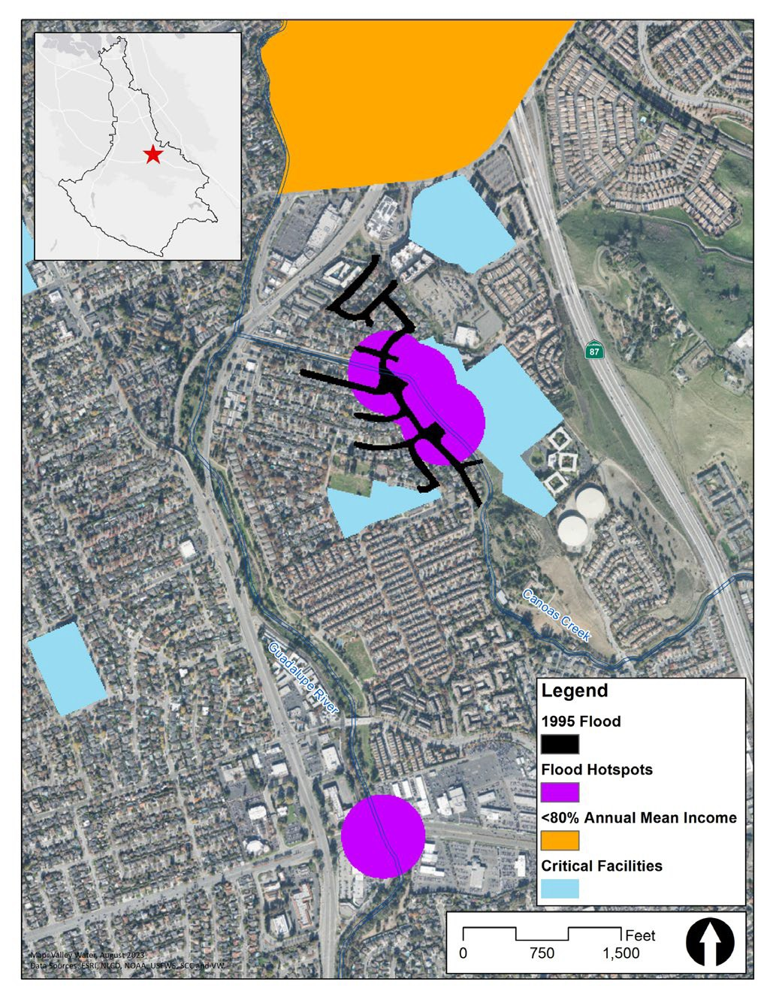 87
Canoas Creek
Guadalupe River
Legend
1995 Flood
Flood Hotspots
<80% Annual Mean Income
Critical Facilities
Feet
0 750 1,500
Map: Valley Water, August 2023
Data Sources: ESRI, NLCD, NOAA, USFWS, SCC and VW